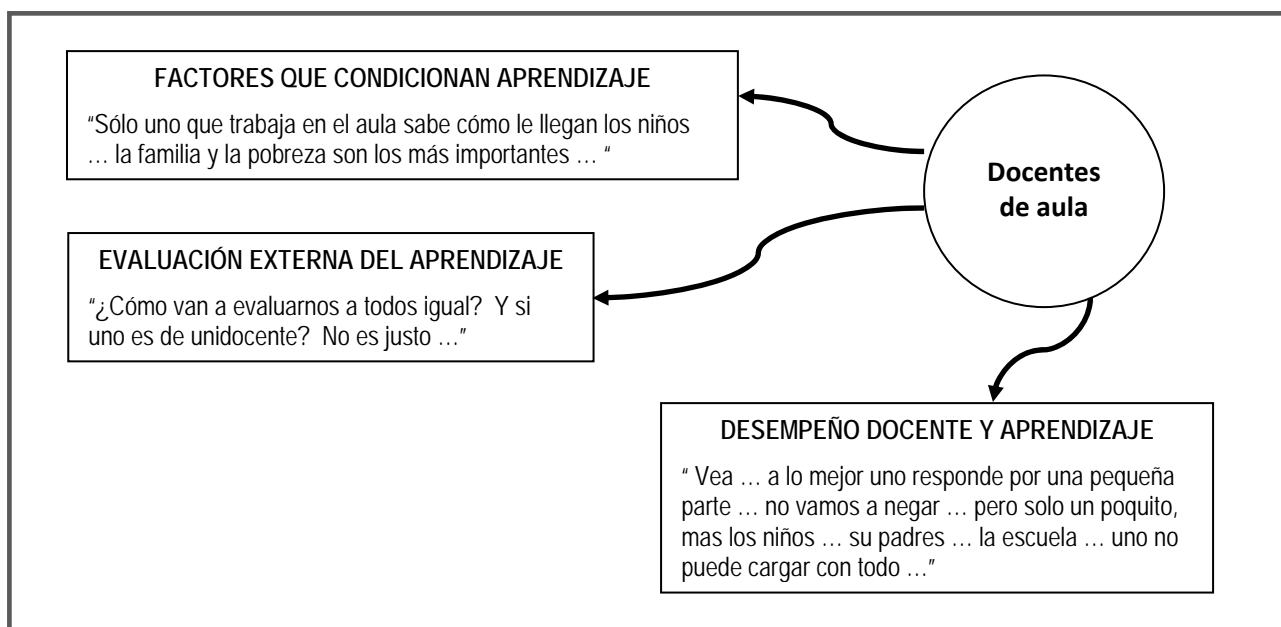 FACTORES QUE CONDICIONAN APRENDIZAJE
“Sólo uno que trabaja en el aula sabe cómo le llegan los niños
… la familia y la pobreza son los más importantes … “
Docentes
de aula
EVALUACIÓN EXTERNA DEL APRENDIZAJE
“¿Cómo van a evaluarnos a todos igual? Y si
uno es de unidocente? No es justo …”
DESEMPEÑO DOCENTE Y APRENDIZAJE
“ Vea … a lo mejor uno responde por una pequeña
parte … no vamos a negar … pero solo un poquito,
mas los niños … su padres … la escuela … uno no
puede cargar con todo …”